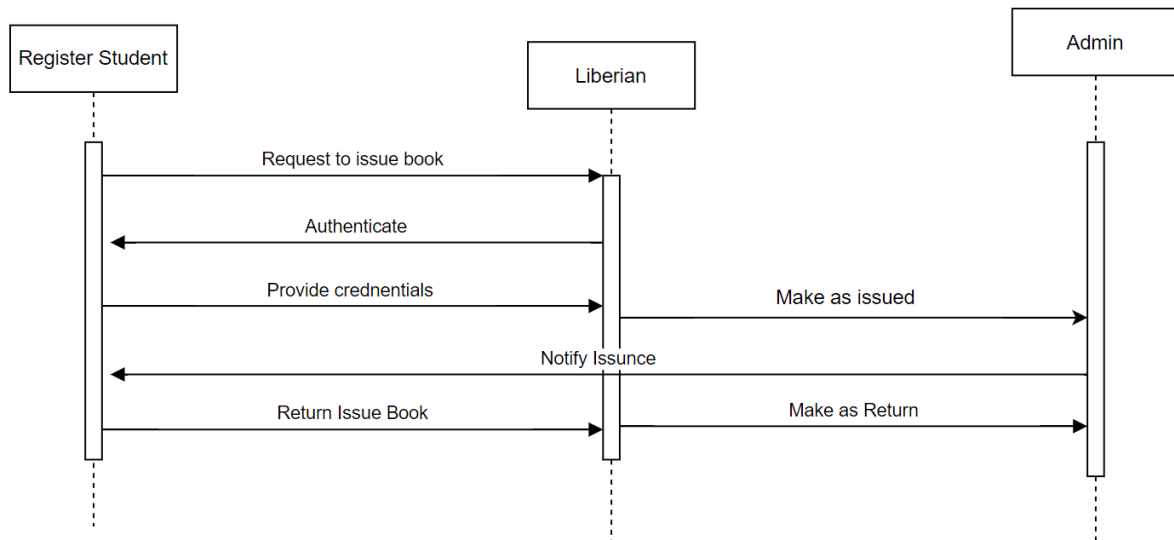 Register Student
Liberian
Admin
Request to issue book
Authenticate
Provide crednentials
Make as issued
Notify Issunce
Return Issue Book
Make as Return